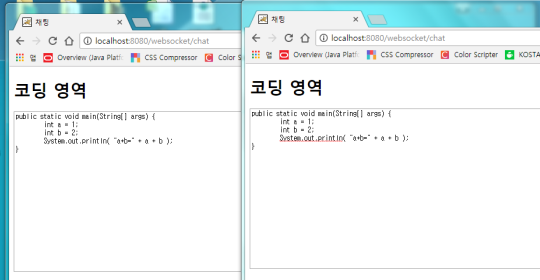 채팅
localhost:8080/websocket/chat
앱 Overview (Java Platf CSS Compressor Color S
코딩 영역
public static void main(String[] args) {
int a = 1;
int b = 2;
System.out.println( "a+b=" + a + b );
}
채팅
localhost:8080/websocket/chat
앱 Overview (Java Platfo CSS Compressor Color Scripter KOSTA
코딩 영역
public static void main(String[] args) {
int a = 1;
int b = 2;
System.out.println( "a+b=" + a + b );
}